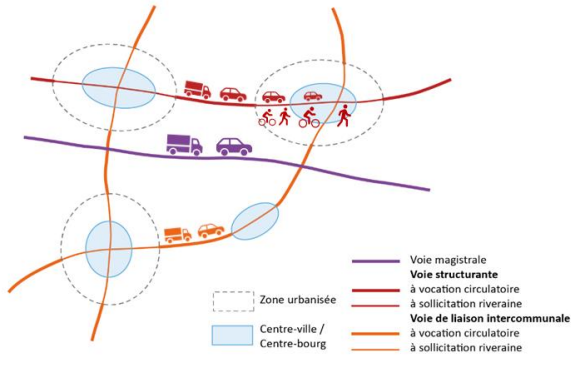 Voie magistrale
Voie structurante
à vocation circulatoire
à sollicitation riveraine
Voie de liaison intercommunale
à vocation circulatoire
à sollicitation riveraine
Zone urbanisée
Centre-ville /
Centre-bourg